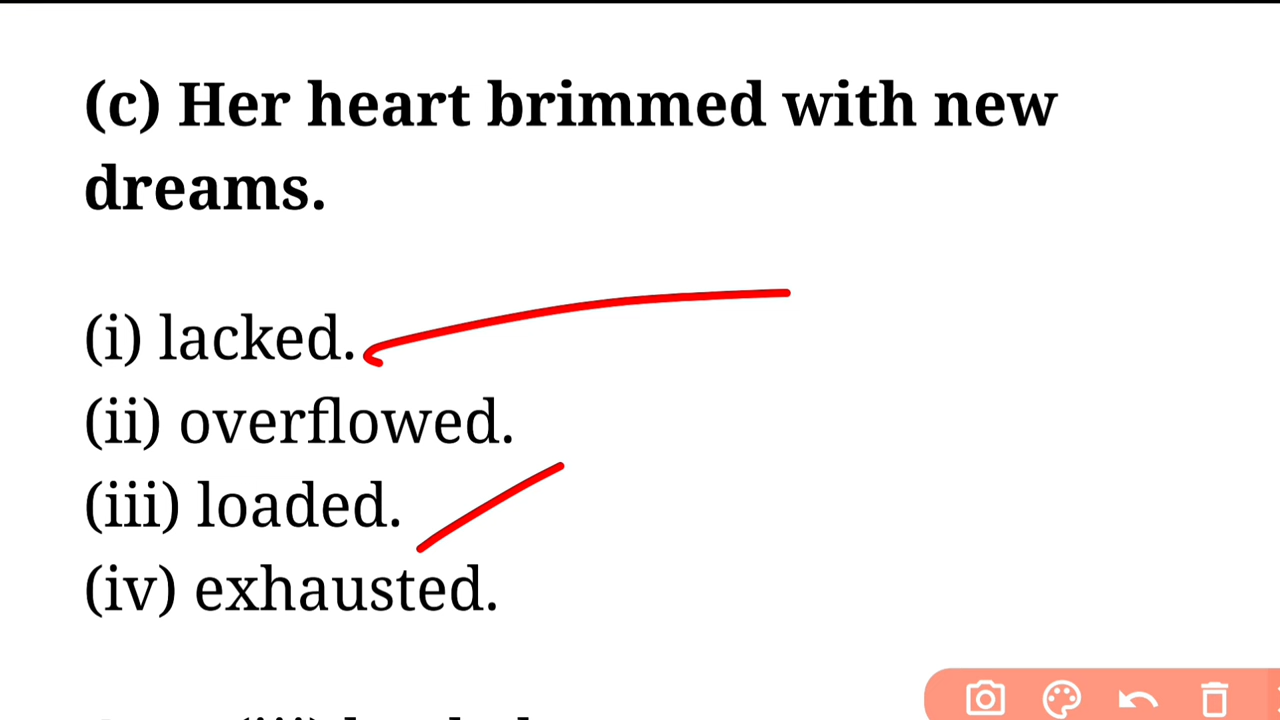 (c) Her heart brimmed with new
dreams.
(i) lacked.
(ii) overflowed.
(iii) loaded.
(iv) exhausted.